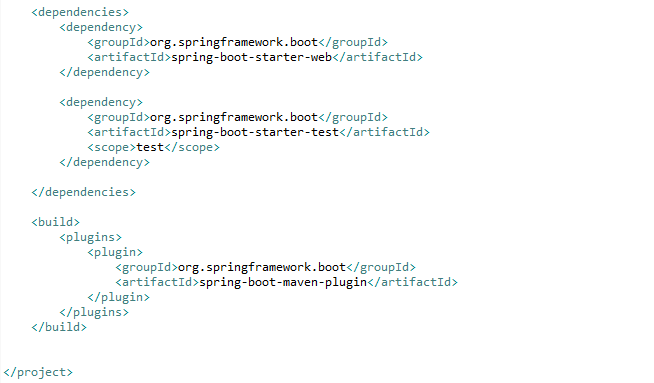 <dependencies>
<dependency>
<groupId>org.springframework.boot</groupId>
<artifactId>spring-boot-starter-web</artifactId>
</dependency>
<dependency>
<groupId>org.springframework.boot</groupId>
<artifactId>spring-boot-starter-test</artifactId>
<scope>test</scope>
</dependency>
</dependencies>
<build>
<plugins>
<plugin>
<groupId>org.springframework.boot</groupId>
<artifactId>spring-boot-maven-plugin</artifactId>
</plugin>
</plugins>
</build>
</project>